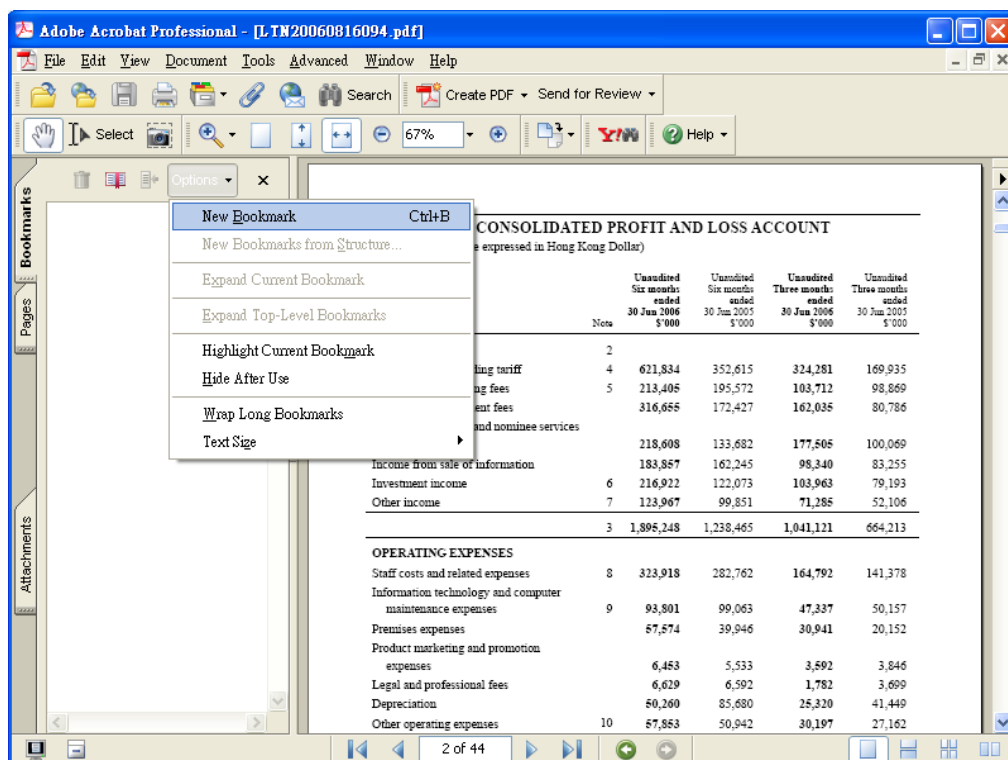 Adobe Acrobat Professional - [LTN20060816094.pdf]
File Edit View Document Tools Advanced Window Help
Search Create PDF Send for Review
Select 67% Y! Help
Options
Bookmarks
Pages
Attachments
New Bookmark Ctrl+B
New Bookmarks from Structure...
Expand Current Bookmark
Expand Top-Level Bookmarks
Highlight Current Bookmark
Hide After Use
Wrap Long Bookmarks
Text Size
CONSOLIDATED PROFIT AND LOSS ACCOUNT
expressed in Hong Kong Dollar)
Unaudited Unaudited Unaudited Unaudited
Six months Six months Three months Three months
ended ended ended ended
30 Jun 2006 30 Jun 2005 30 Jun 2006 30 Jun 2005
Note $'000 $'000 $'000 $'000
2
tariff 4 621,834 352,615 324,281 169,935
fees 5 213,405 195,572 103,712 98,869
fees 316,655 172,427 162,035 80,786
and nominee services
218,608 133,682 177,505 100,069
Income from sale of information 183,857 162,245 98,340 83,255
Investment income 6 216,922 122,073 103,963 79,193
Other income 7 123,967 99,851 71,285 52,106
3 1,895,248 1,238,465 1,041,121 664,213
OPERATING EXPENSES
Staff costs and related expenses 8 323,918 282,762 164,792 141,378
Information technology and computer
maintenance expenses 9 93,801 99,063 47,337 50,157
Premises expenses 57,574 39,946 30,941 20,152
Product marketing and promotion
expenses 6,453 5,533 3,592 3,846
Legal and professional fees 6,629 6,592 1,782 3,699
Depreciation 50,260 85,680 25,320 41,449
Other operating expenses 10 57,853 50,942 30,197 27,162
2 of 44